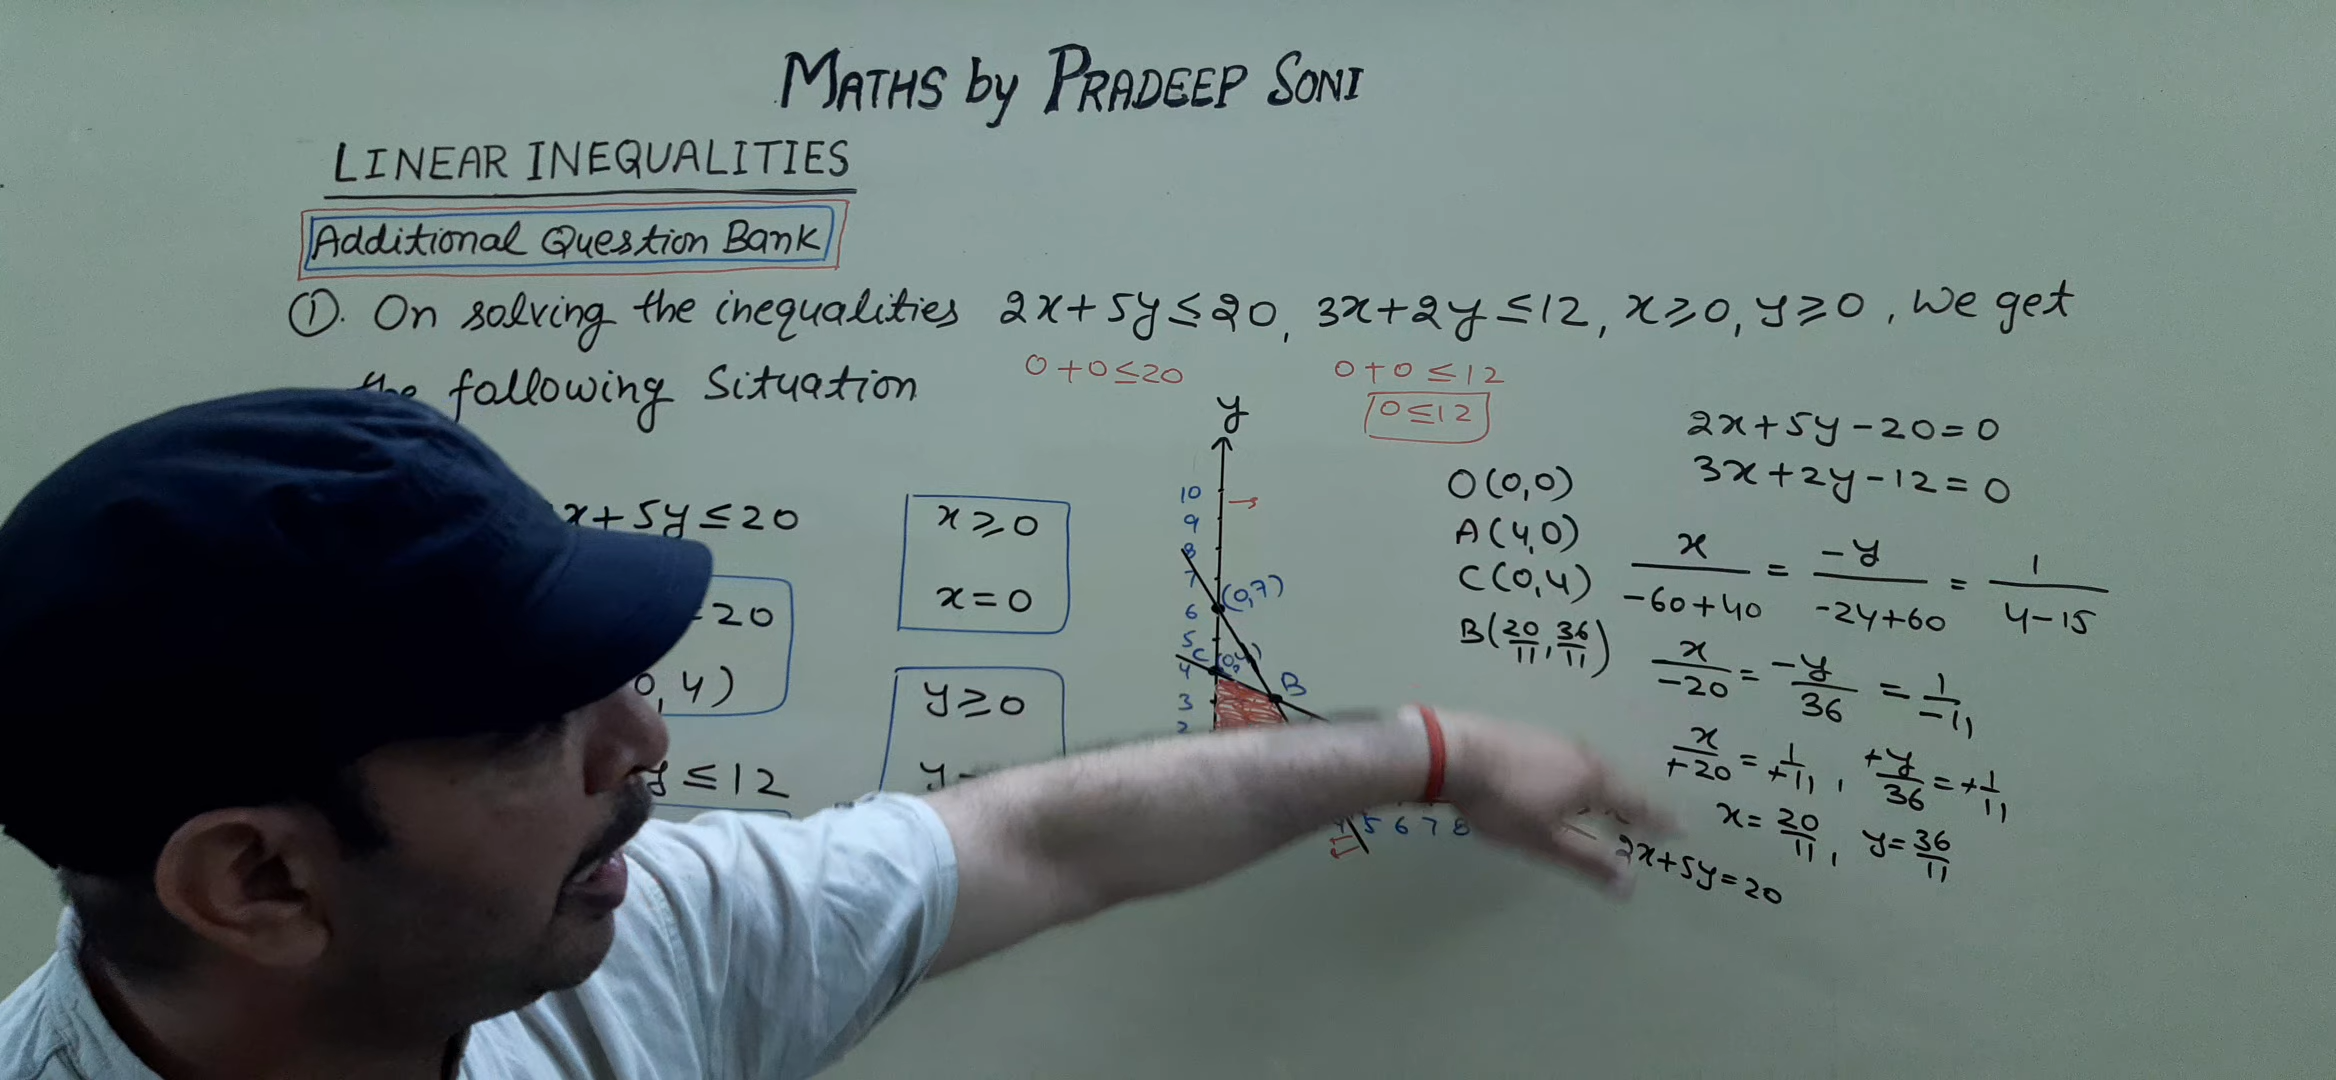 MATHS by PRADEEP SONI
LINEAR INEQUALITIES
Additional Question Bank
①. On solving the inequalities 2x+5y≤20, 3x+2y≤12, x≥0, y≥0, we get
the following Situation
0+0≤20
0+0≤12
0≤12
x+5y≤20
=20
0,4)
y≤12
x≥0
x=0
y≥0
y
10
9
8
7
6
5
4
3
2
(0,7)
C
B
5 6 7 8
O(0,0)
A(4,0)
C(0,4)
B(20/11, 36/11)
2x+5y-20=0
3x+2y-12=0
x/-60+40 = -y/-24+60 = 1/4-15
x/-20 = -y/36 = 1/-11
x/+20 = 1/+11, +y/36 = +1/11
x=20/11, y=36/11
2x+5y=20